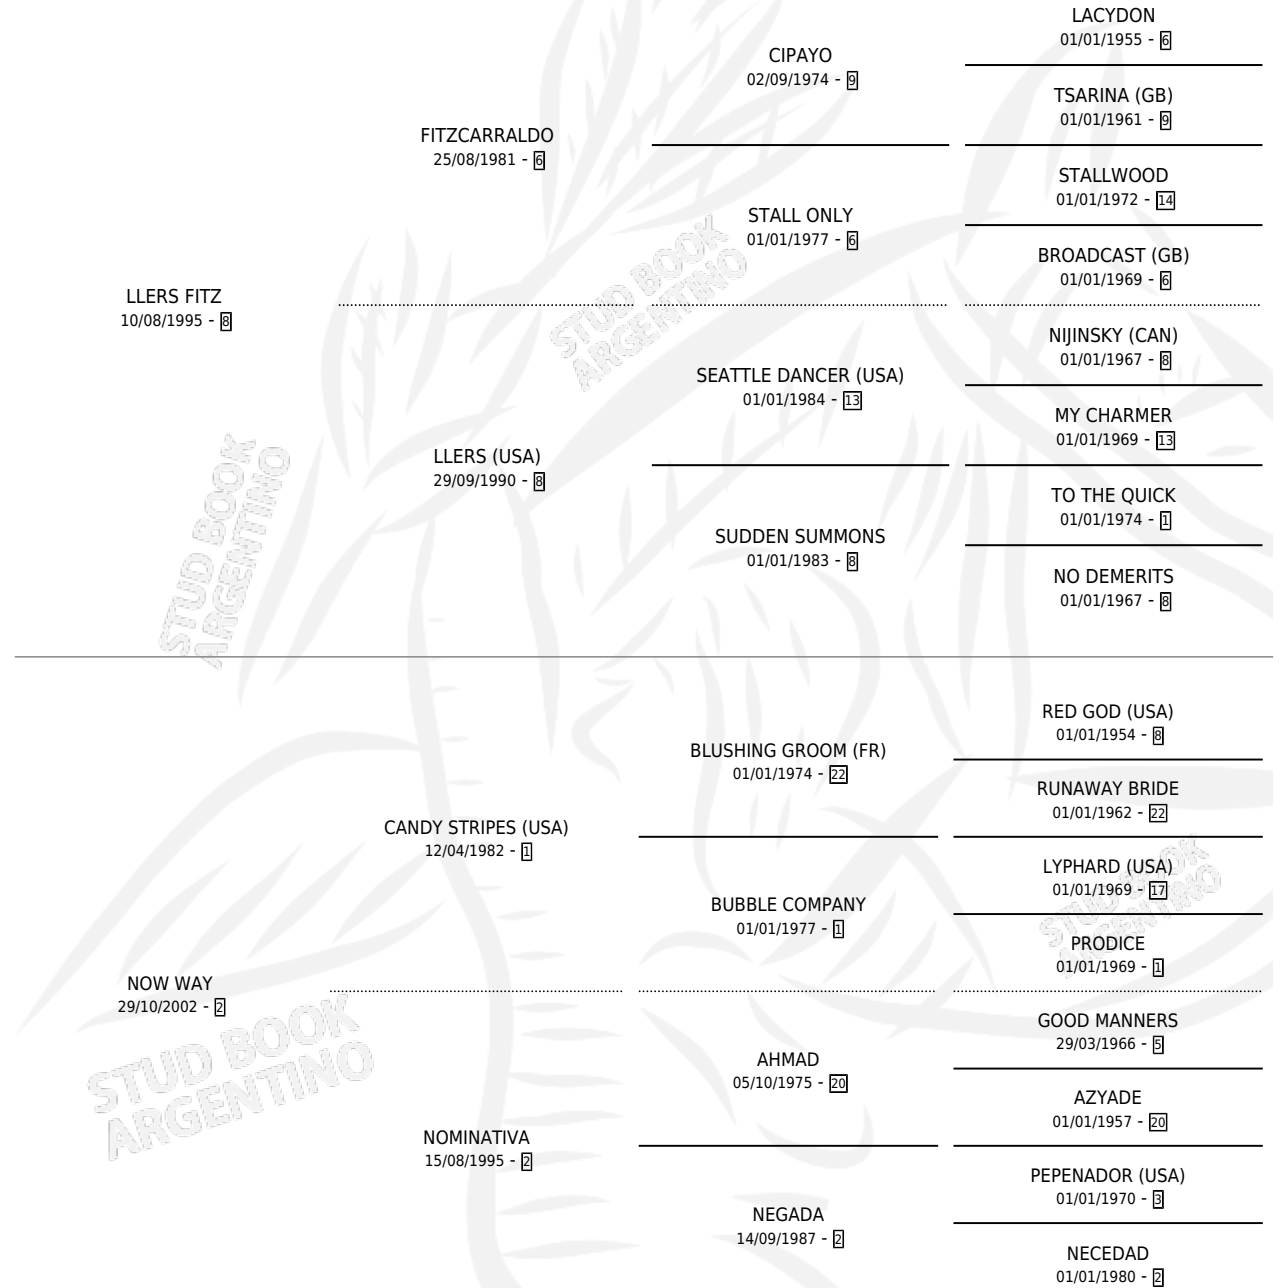 LACYDON
01/01/1955 - 6
CIPAYO
02/09/1974 - 9
TSARINA (GB)
01/01/1961 - 9
FITZCARRALDO
25/08/1981 - 6
STALLWOOD
01/01/1972 - 14
STALL ONLY
01/01/1977 - 6
BROADCAST (GB)
01/01/1969 - 6
LLERS FITZ
10/08/1995 - 8
STUD BOOK
ARGENTINO
NIJINSKY (CAN)
01/01/1967 - 8
SEATTLE DANCER (USA)
01/01/1984 - 13
MY CHARMER
01/01/1969 - 13
LLERS (USA)
29/09/1990 - 8
TO THE QUICK
01/01/1974 - 1
SUDDEN SUMMONS
01/01/1983 - 8
NO DEMERITS
01/01/1967 - 8
STUD BOOK
ARGENTINO
RED GOD (USA)
01/01/1954 - 8
BLUSHING GROOM (FR)
01/01/1974 - 22
RUNAWAY BRIDE
01/01/1962 - 22
CANDY STRIPES (USA)
12/04/1982 - 1
LYPHARD (USA)
01/01/1969 - 17
BUBBLE COMPANY
01/01/1977 - 1
PRODICE
01/01/1969 - 1
STUD BOOK
ARGENTINO
NOW WAY
29/10/2002 - 2
GOOD MANNERS
29/03/1966 - 5
AHMAD
05/10/1975 - 20
AZYADE
01/01/1957 - 20
STUD BOOK
ARGENTINO
NOMINATIVA
15/08/1995 - 2
PEPENADOR (USA)
01/01/1970 - 3
NEGADA
14/09/1987 - 2
NECEDAD
01/01/1980 - 2